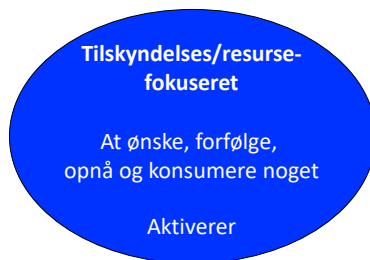 Tilskyndelses/resurse-
fokuseret
At ønske, forfølge,
opnå og konsumere noget
Aktiverer